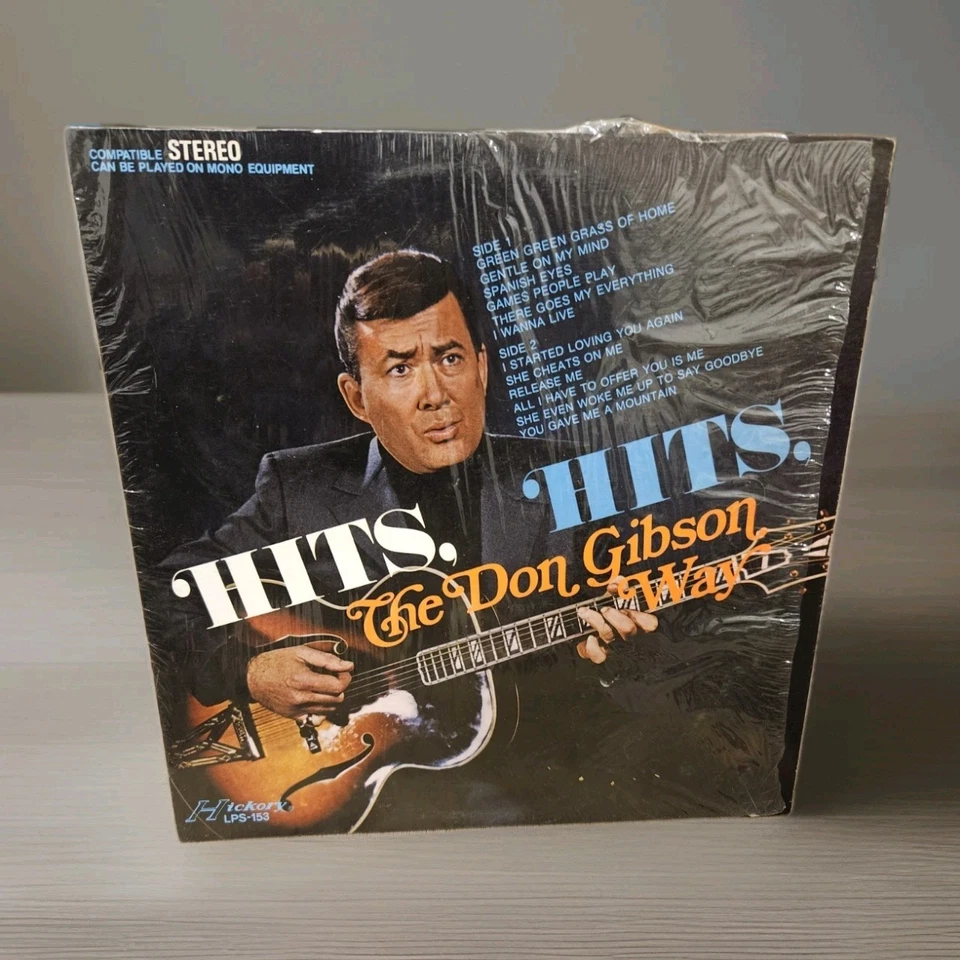 COMPATIBLE STEREO
CAN BE PLAYED ON MONO EQUIPMENT
SIDE 1
GREEN GREEN GRASS OF HOME
GENTLE ON MY MIND
SPANISH EYES
GAMES PEOPLE PLAY
THERE GOES MY EVERYTHING
I WANNA LIVE
SIDE 2
I STARTED LOVING YOU AGAIN
SHE CHEATS ON ME
RELEASE ME
ALL I HAVE TO OFFER YOU IS ME
SHE EVEN WOKE ME UP TO SAY GOODBYE
YOU GAVE ME A MOUNTAIN
HITS, HITS,
The Don Gibson
Way
Hickory
LPS-153